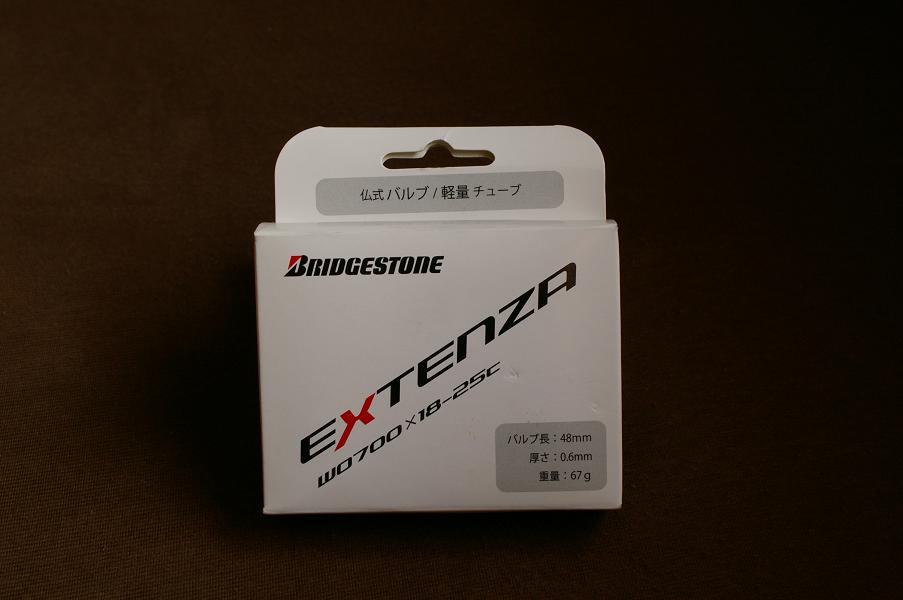 仏式 バルブ / 軽量 チューブ
BRIDGESTONE
EXTENZA
WO700×18-25C
バルブ長：48mm
厚さ：0.6mm
重量：67g